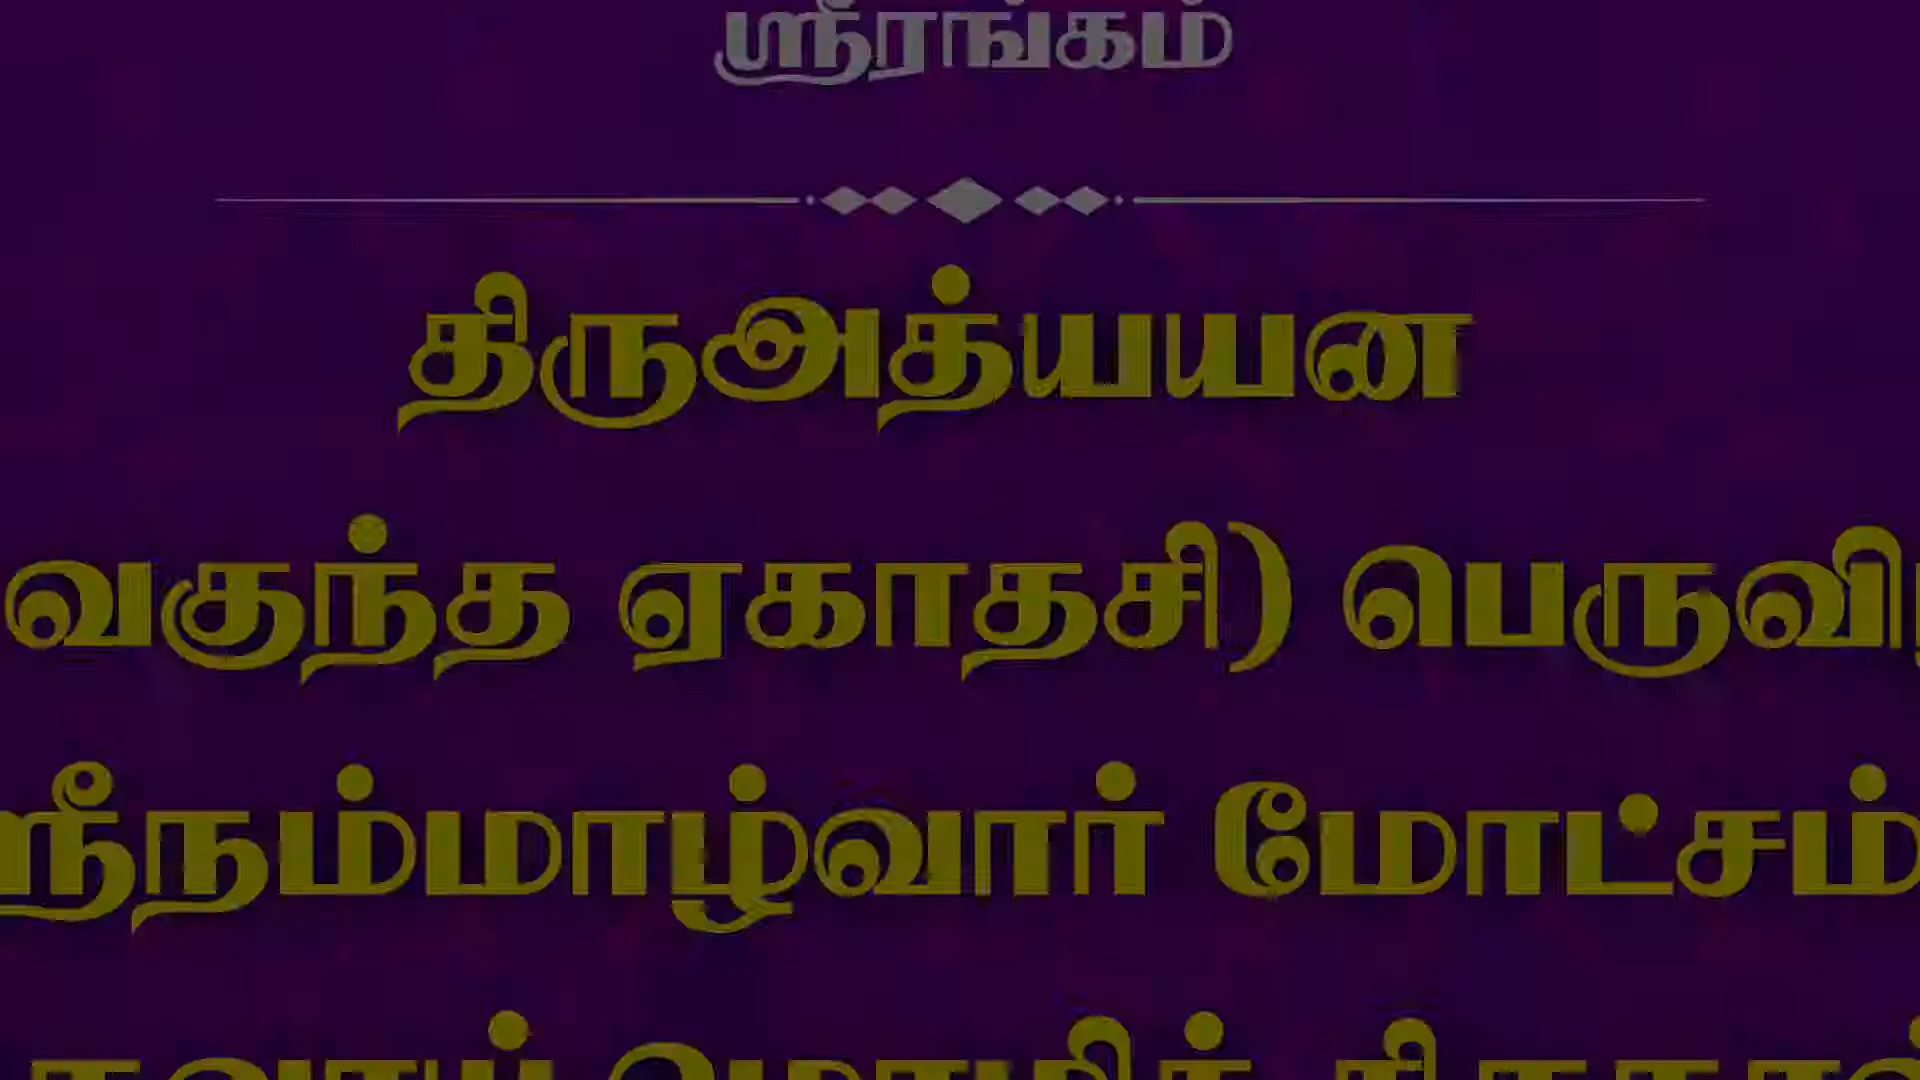 ஸ்ரீரங்கம்
திருஅத்யயன
வகுந்த ஏகாதசி) பெருவி
ஸ்ரீநம்மாழ்வார் மோட்சம்